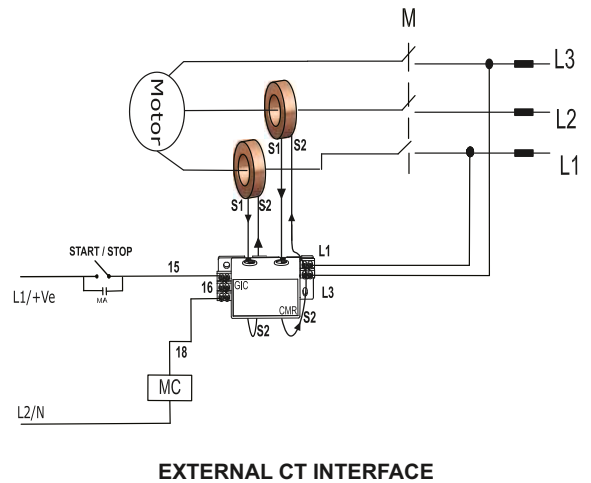 M
L3
Motor
L2
S1
S2
L1
S1
S2
START / STOP
L1
15
L1/+Ve
MA
16
GIC
L3
CMR
S2
S2
18
MC
L2/N
EXTERNAL CT INTERFACE